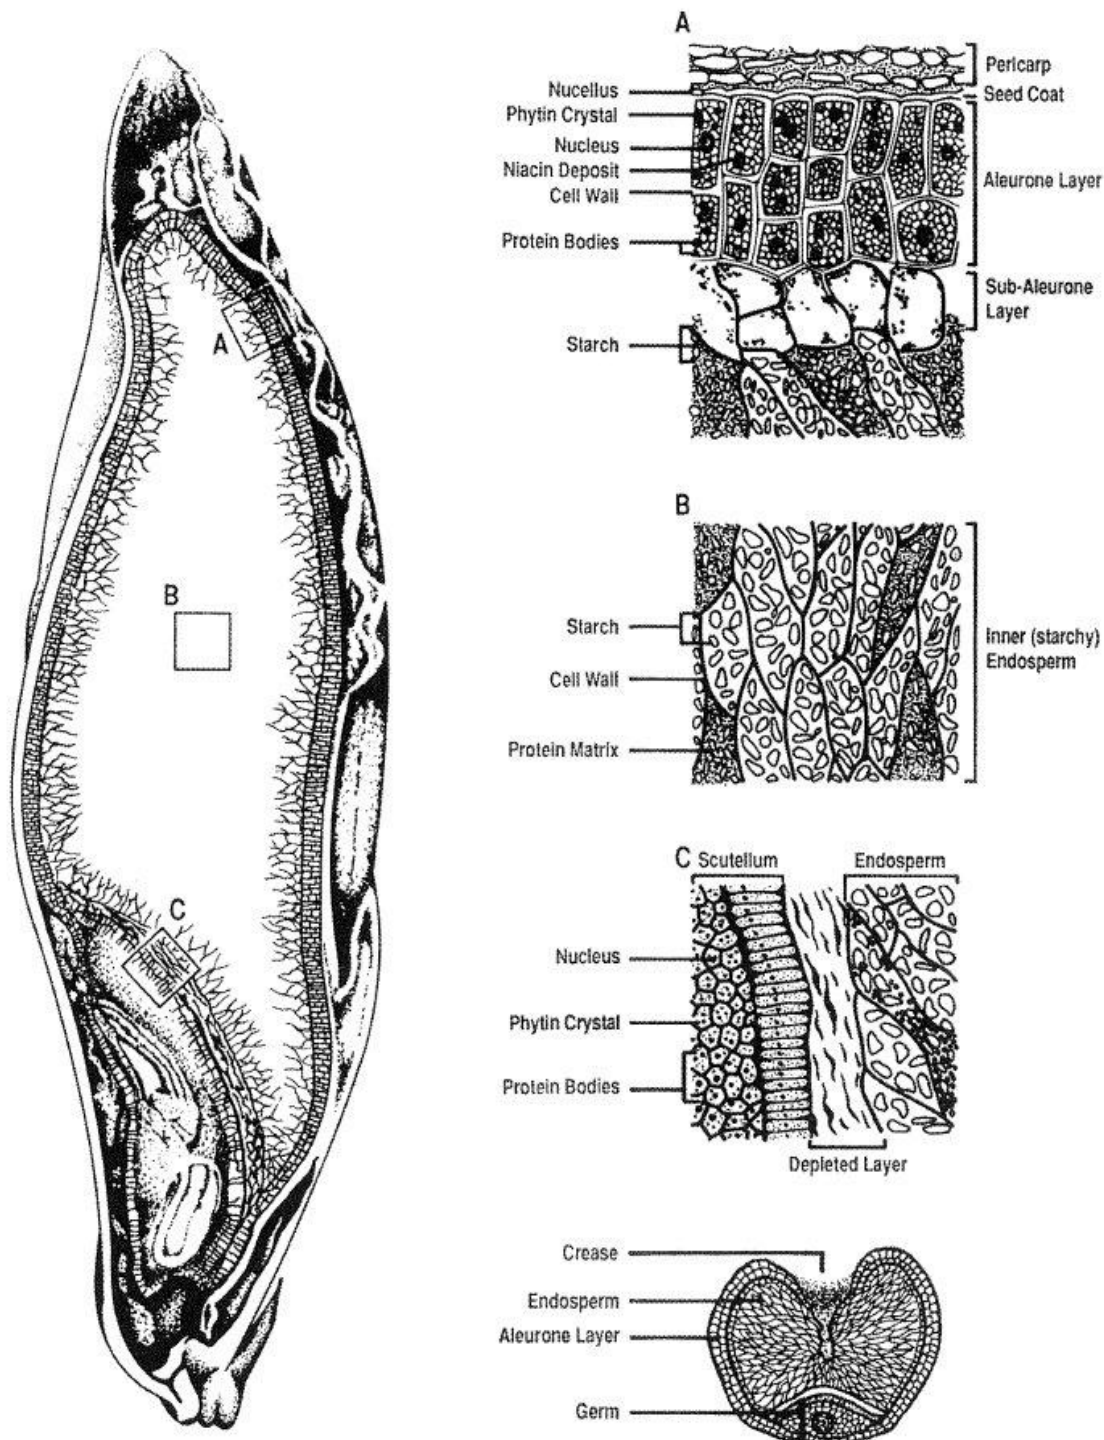 A
Pericarp
Nucellus
Seed Coat
Phytin Crystal
Nucleus
Niacin Deposit
Aleurone Layer
Cell Wall
Protein Bodies
Sub-Aleurone
Layer
Starch
A
B
Starch
Inner (starchy)
Endosperm
Cell Wall
Protein Matrix
B
C Scutellum
Endosperm
Nucleus
Phytin Crystal
Protein Bodies
Depleted Layer
C
Crease
Endosperm
Aleurone Layer
Germ